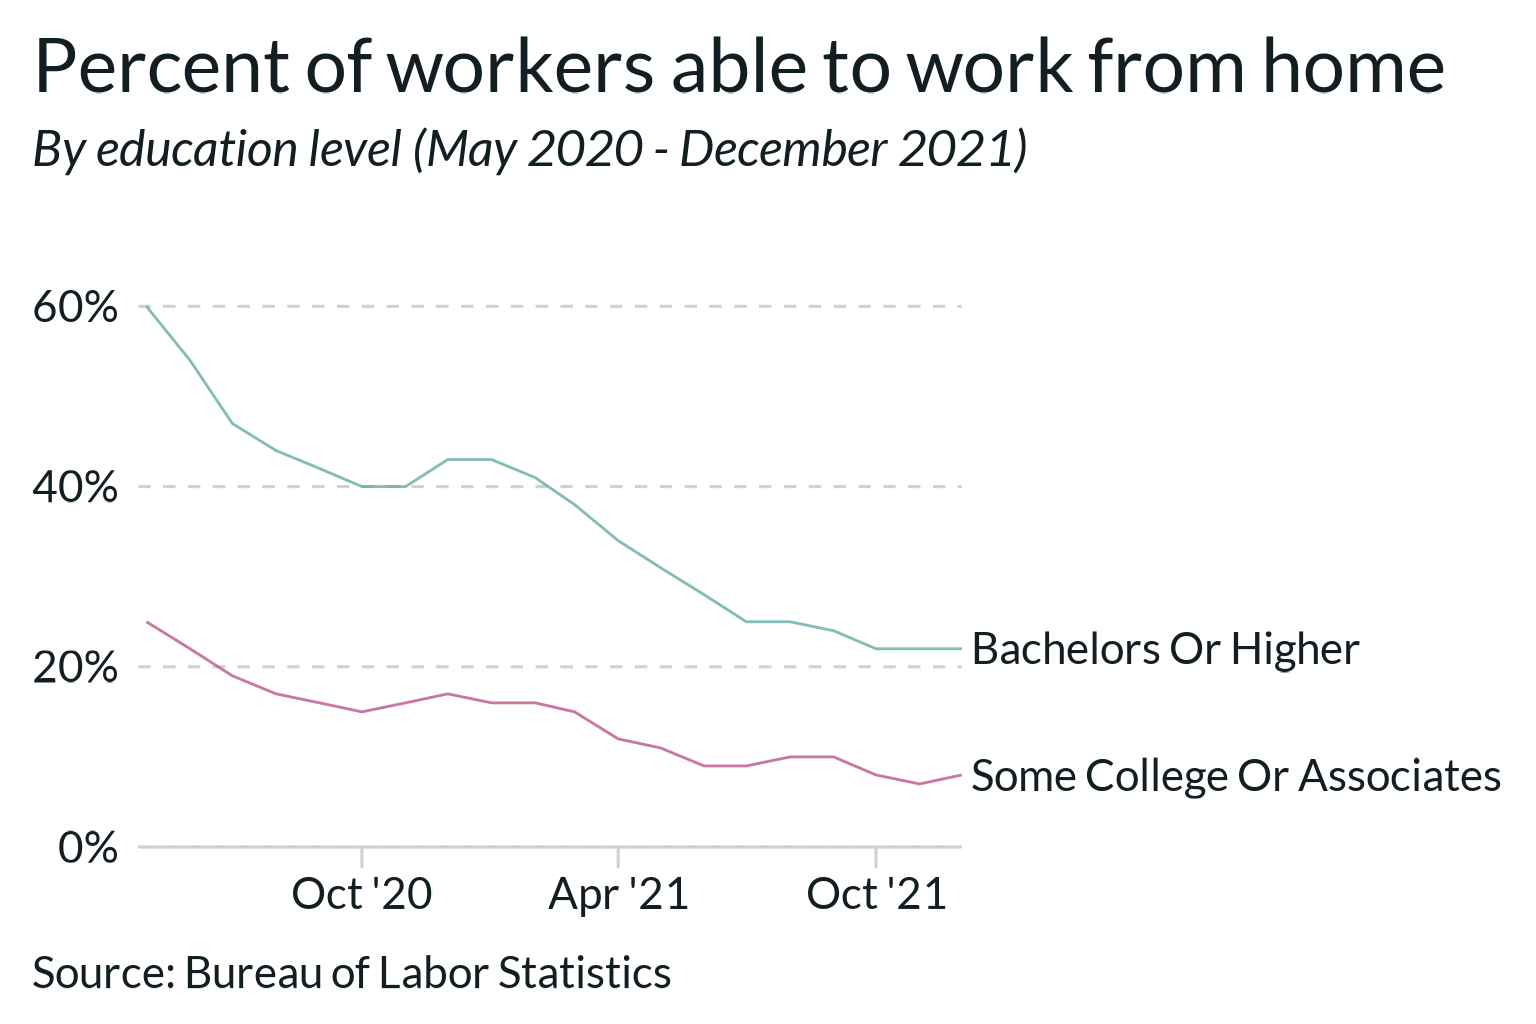 Percent of workers able to work from home
By education level (May 2020 - December 2021)
60%
40%
Bachelors Or Higher
20%
Some College Or Associates
0%
Oct '20 Apr '21 Oct '21
Source: Bureau of Labor Statistics